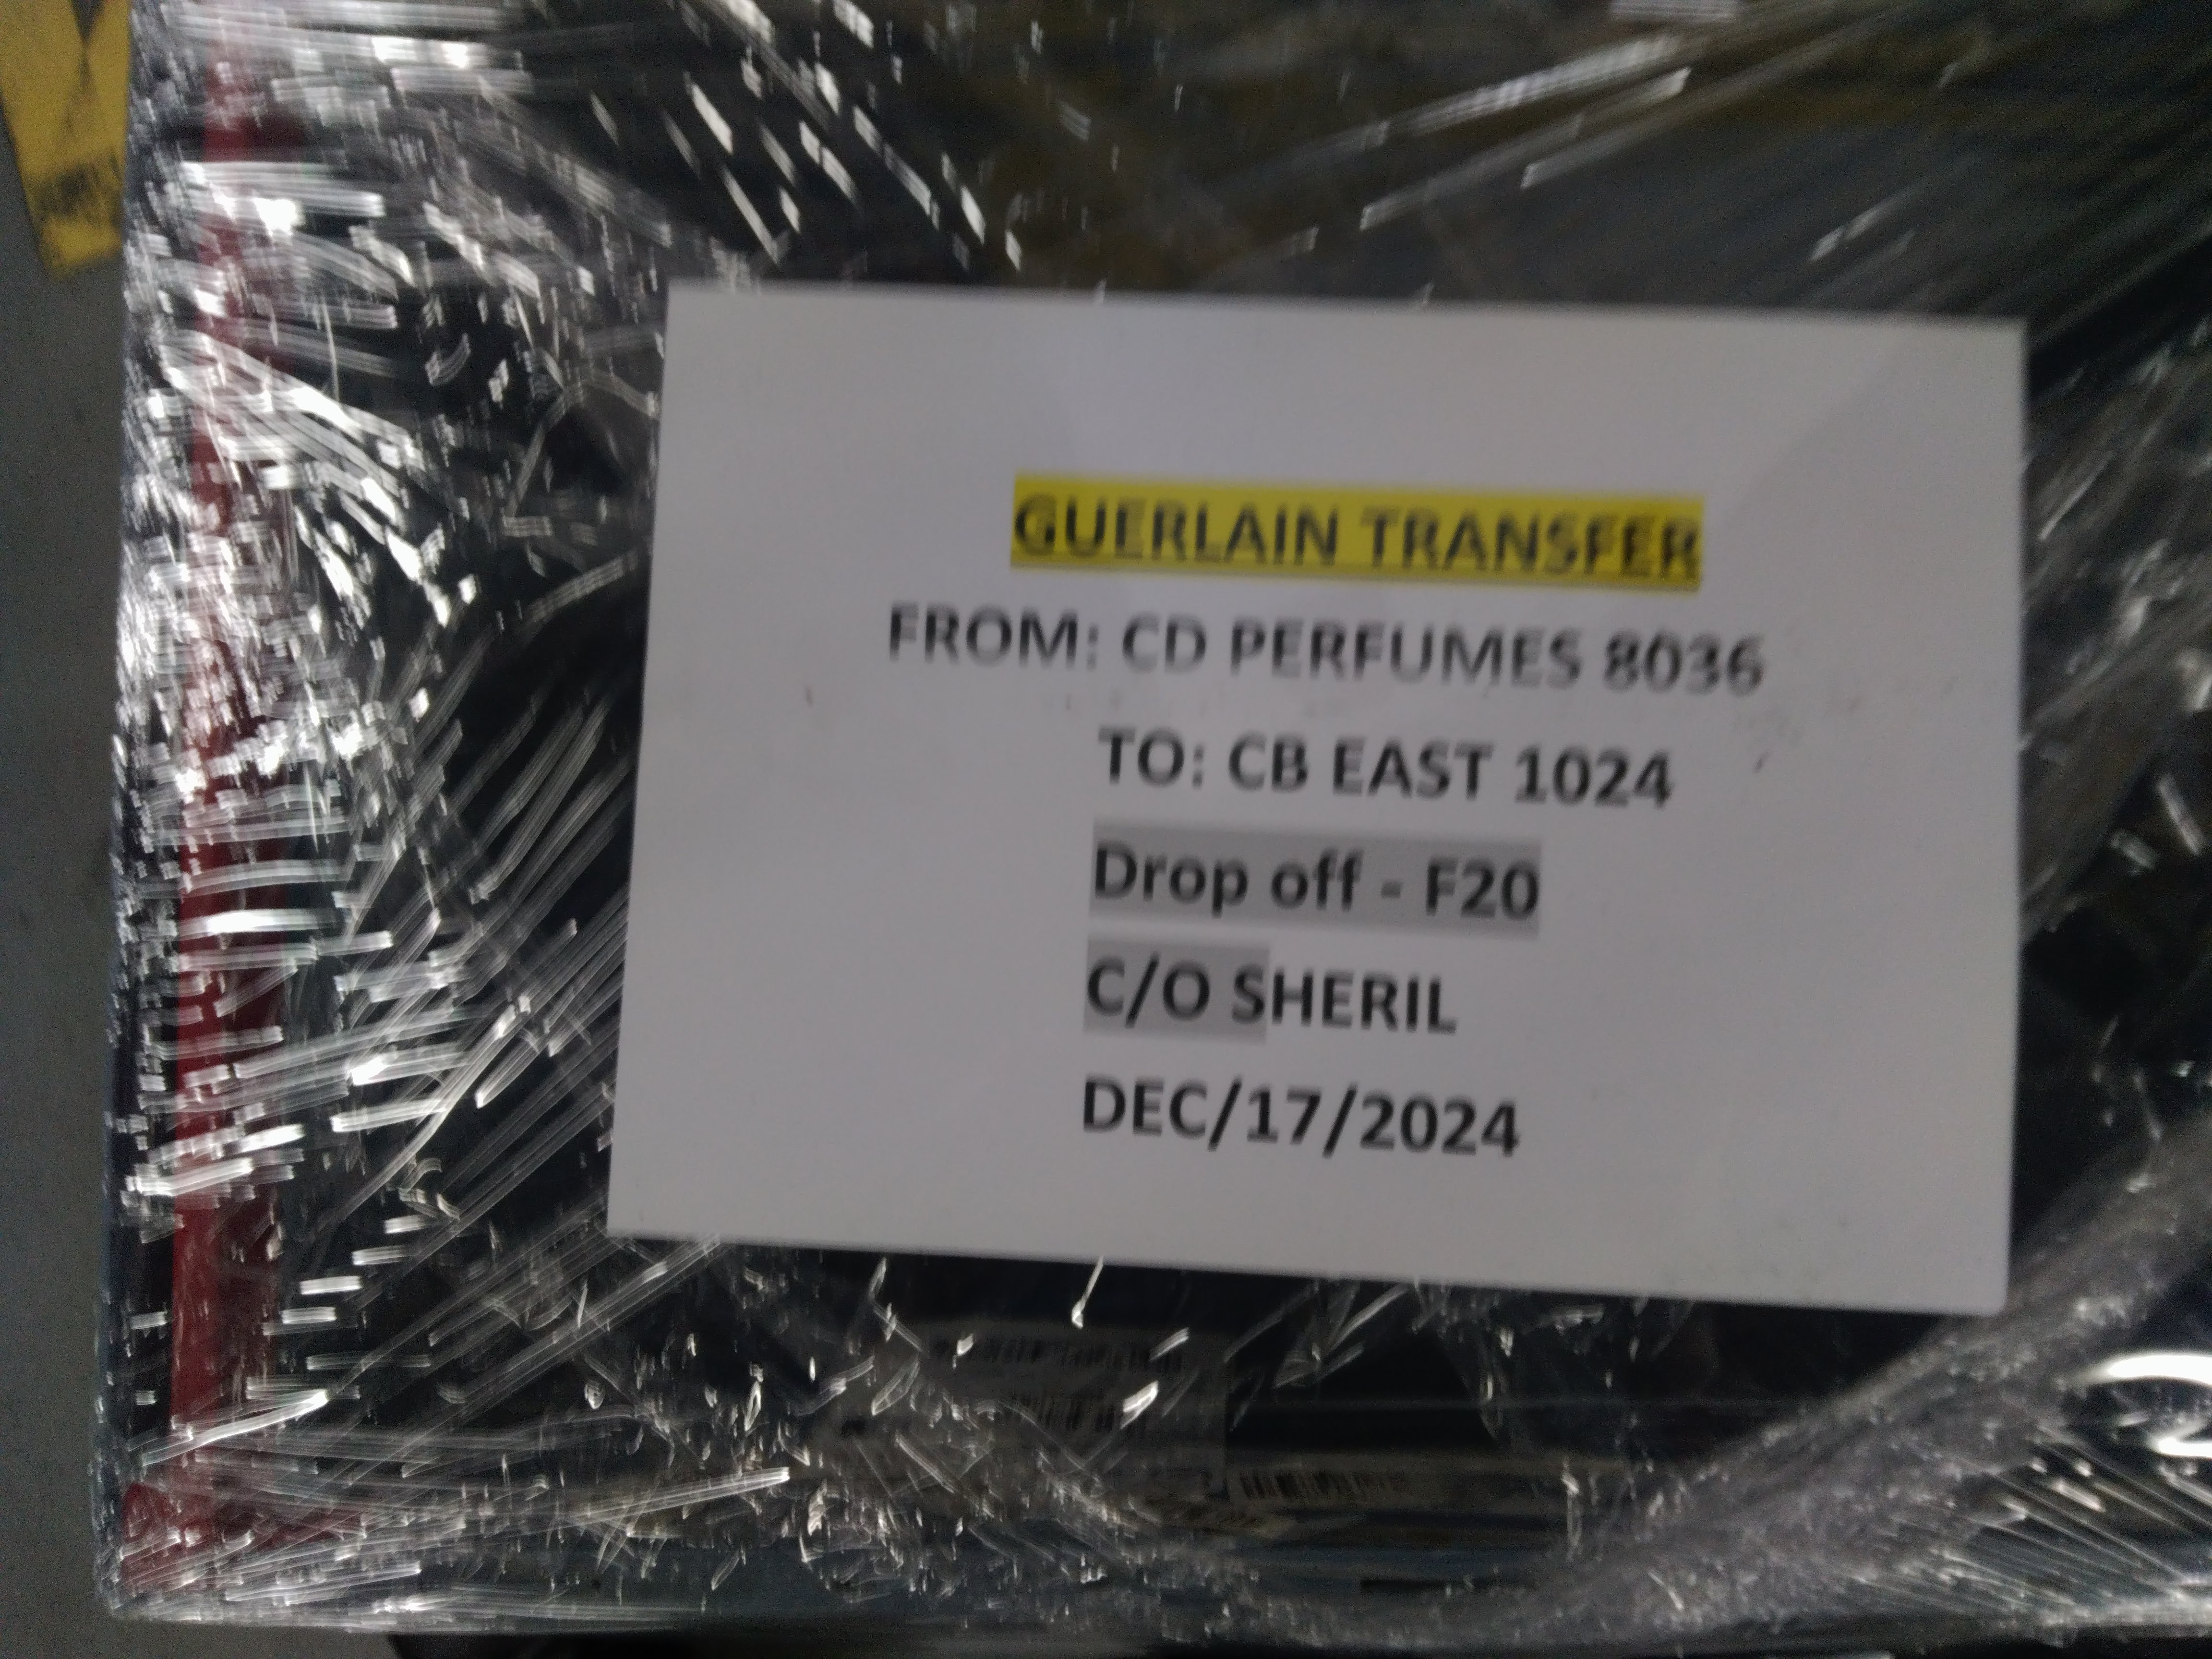 GUERLAIN TRANSFER
FROM: CD PERFUMES 8036
TO: CB EAST 1024
Drop off - F20
C/O SHERIL
DEC/17/2024